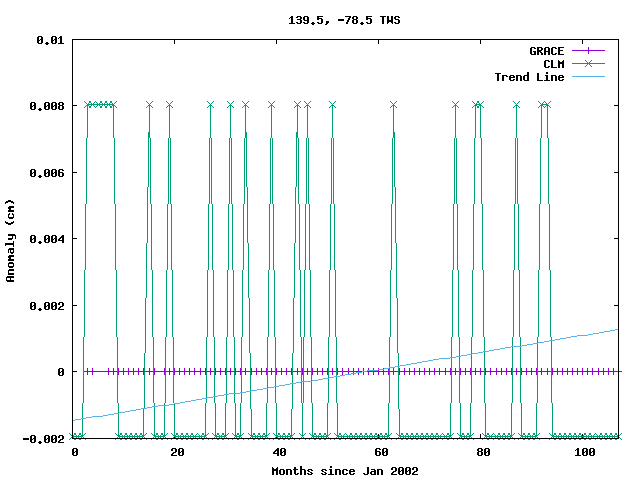 139.5, -78.5 TWS
GRACE
CLM
Trend Line
0.01
0.008
0.006
0.004
0.002
0
-0.002
Anomaly (cm)
0 20 40 60 80 100
Months since Jan 2002